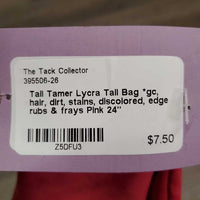 The Tack Collector
395506-26
Tail Tamer Lycra Tail Bag *gc,
hair, dirt, stains, discolored, edge
rubs & frays Pink 24"
Z5DFU3
$7.50